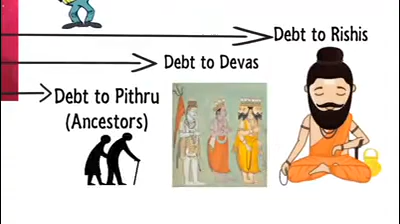 Debt to Rishis
Debt to Devas
Debt to Pithru
(Ancestors)